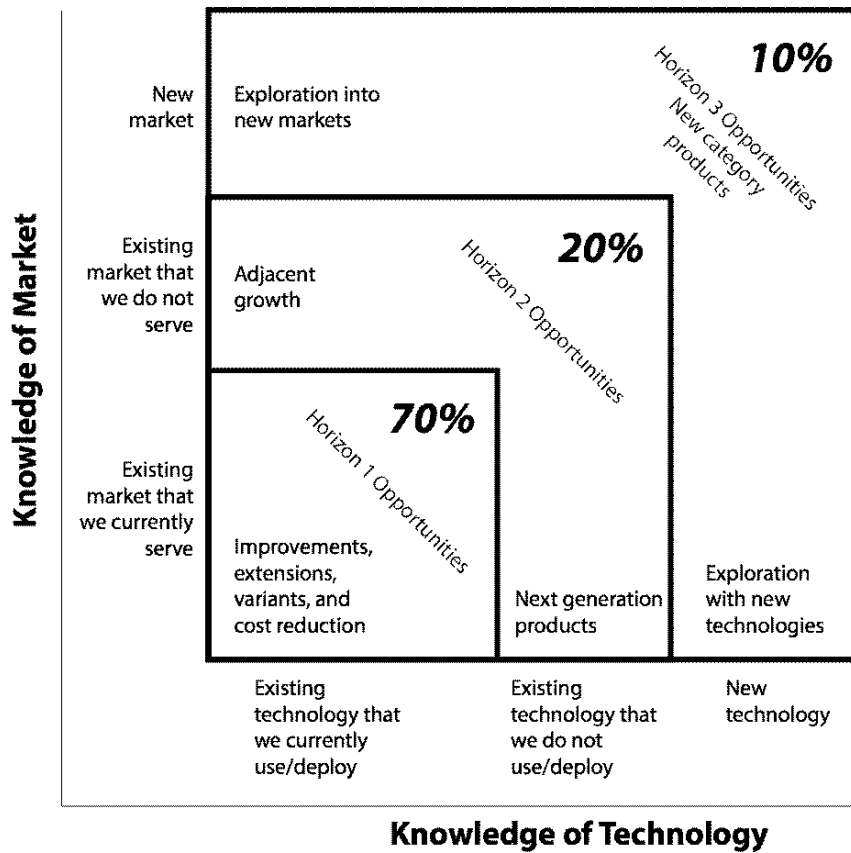 Knowledge of Market
New
market
Exploration into
new markets
10%
Horizon 3 Opportunities
New category
products
Existing
market that
we do not
serve
Adjacent
growth
20%
Horizon 2 Opportunities
Existing
market that
we currently
serve
70%
Horizon 1 Opportunities
Improvements,
extensions,
variants, and
cost reduction
Next generation
products
Exploration
with new
technologies
Existing
technology that
we currently
use/deploy
Existing
technology that
we do not
use/deploy
New
technology
Knowledge of Technology